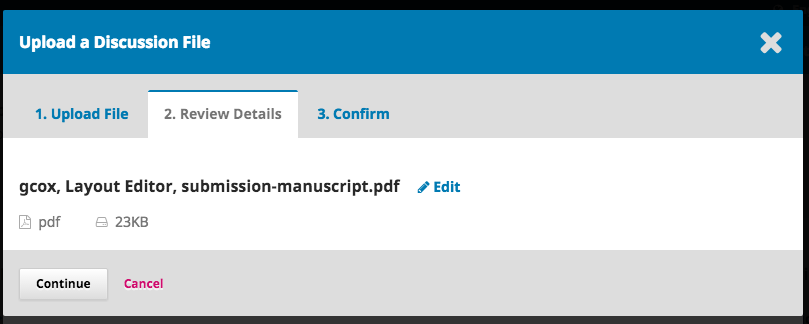 Upload a Discussion File
1. Upload File 2. Review Details 3. Confirm
gcox, Layout Editor, submission-manuscript.pdf Edit
pdf 23KB
Continue Cancel